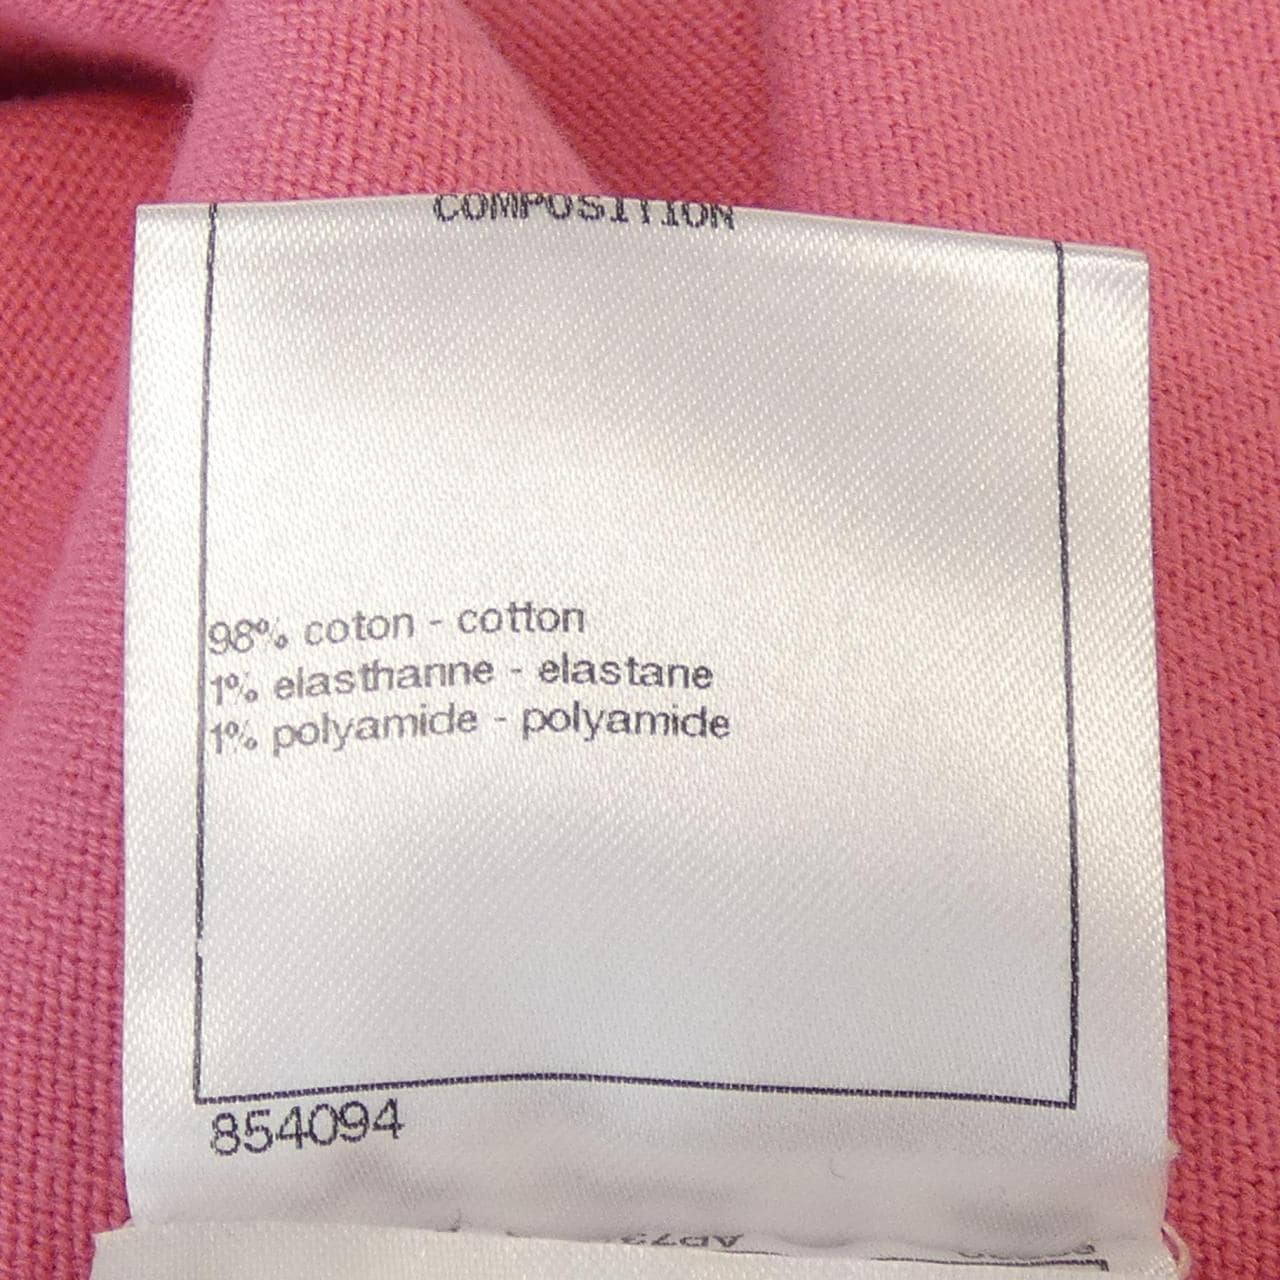 COMPOSITION
98% coton - cotton
1% elasthanne - elastane
1% polyamide - polyamide
854094